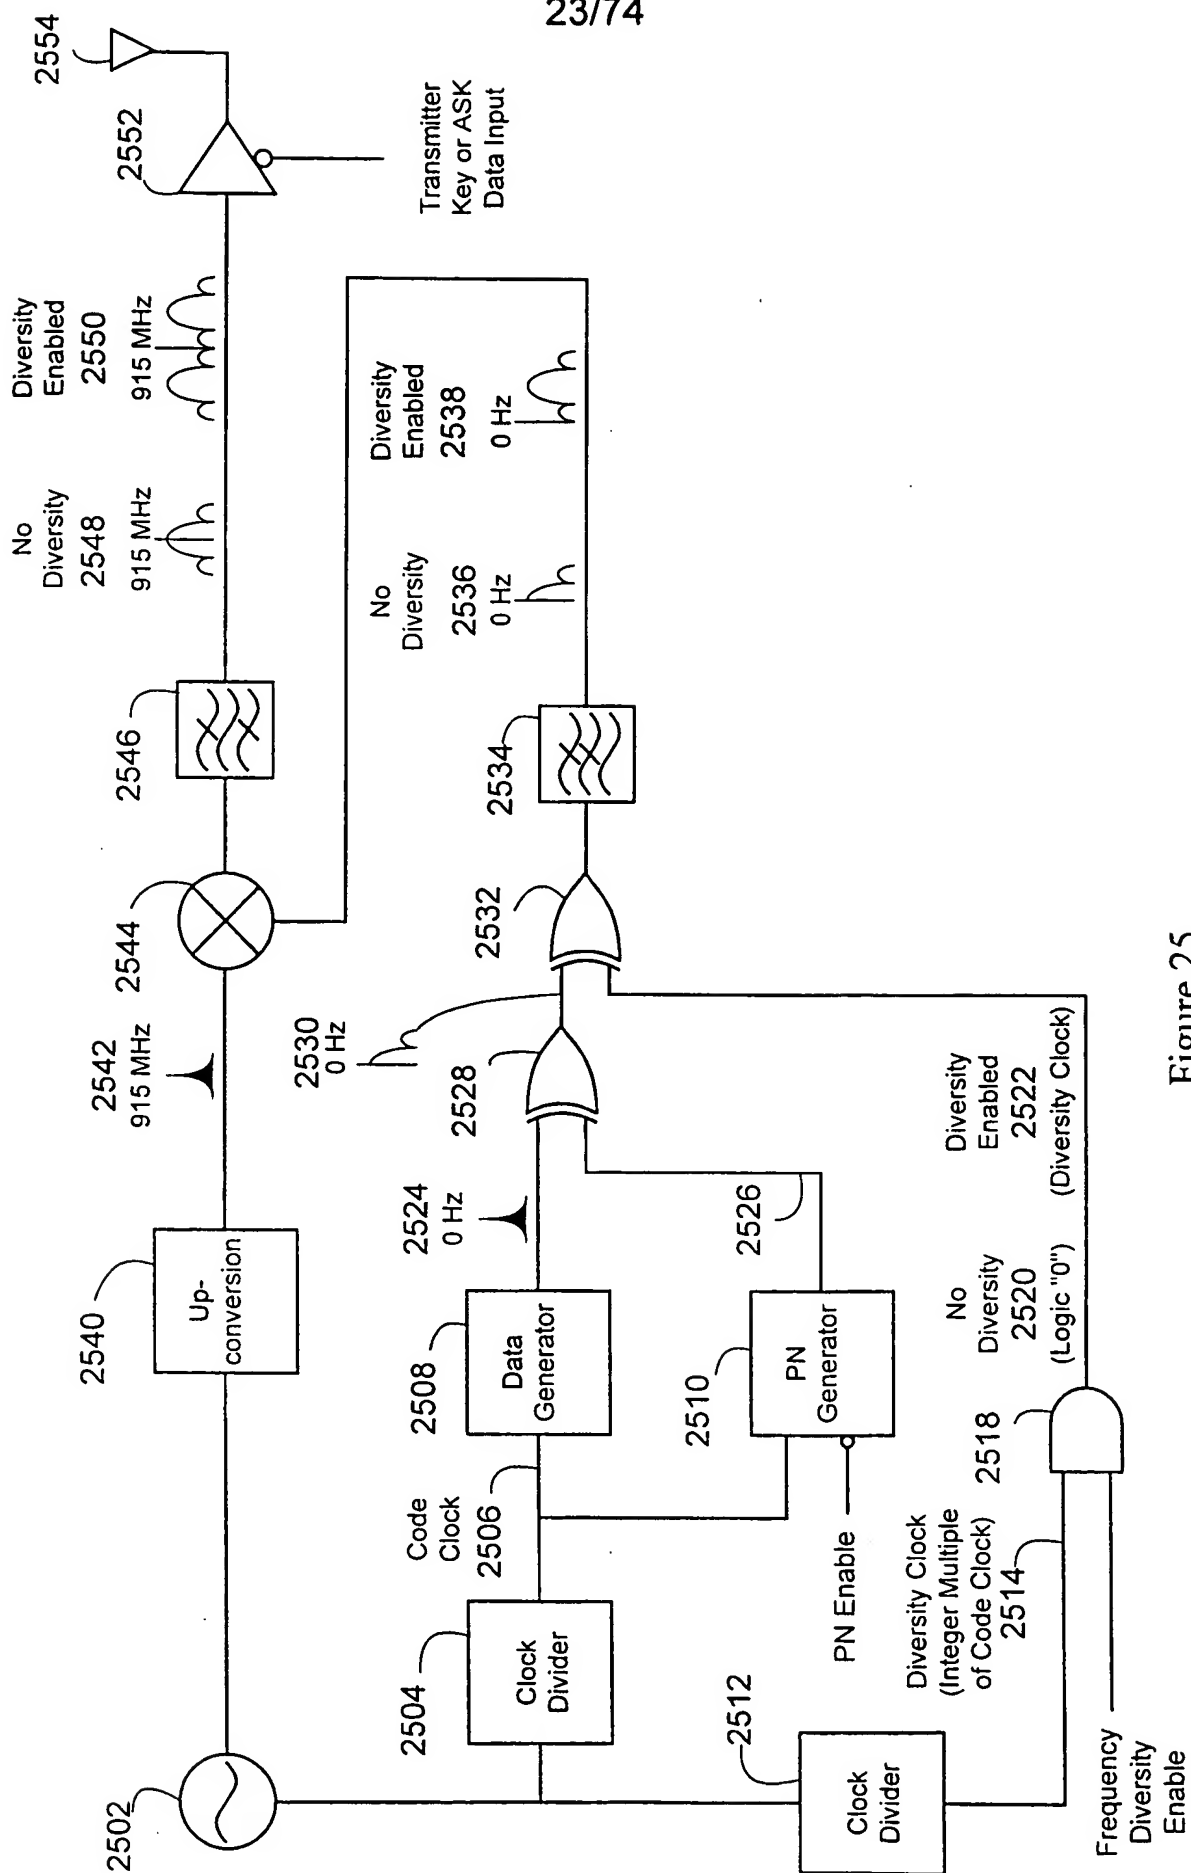 23/74
2502
2540
Up-
conversion
2542
915 MHz
2544
2546
No
Diversity
2548
915 MHz
Diversity
Enabled
2550
915 MHz
2552
2554
Transmitter
Key or ASK
Data Input
2504
Clock
Divider
Code
Clock
2506
2508
Data
Generator
2524
0 Hz
2528
2530
0 Hz
2532
2534
No
Diversity
2536
0 Hz
Diversity
Enabled
2538
0 Hz
PN Enable
2510
PN
Generator
2526
2512
Clock
Divider
Diversity Clock
(Integer Multiple
of Code Clock)
2514
Frequency
Diversity
Enable
2518
No
Diversity
2520
(Logic "0")
Diversity
Enabled
2522
(Diversity Clock)
Figure 25